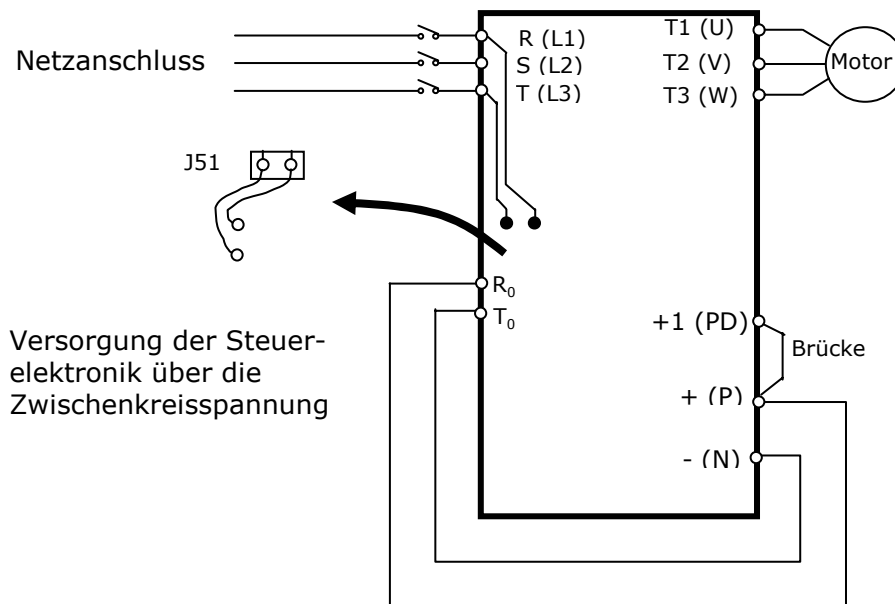 Netzanschluss
R (L1)
S (L2)
T (L3)
T1 (U)
T2 (V)
T3 (W)
Motor
J51
R₀
T₀
Versorgung der Steuer-
elektronik über die
Zwischenkreisspannung
+1 (PD)
Brücke
+ (P)
- (N)